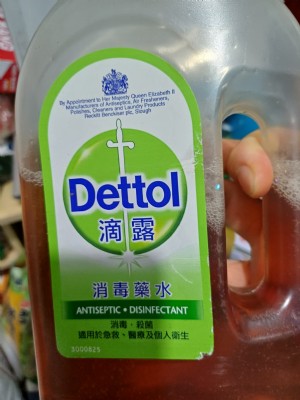 By Appointment to Her Majesty Queen Elizabeth II
Manufacturers of Antiseptics, Air Fresheners,
Polishes, Cleaners and Laundry Products
Reckitt Benckiser plc, Slough
Dettol
滴露
消毒藥水
ANTISEPTIC • DISINFECTANT
消毒、殺菌
適用於急救、醫療及個人衛生
3000825